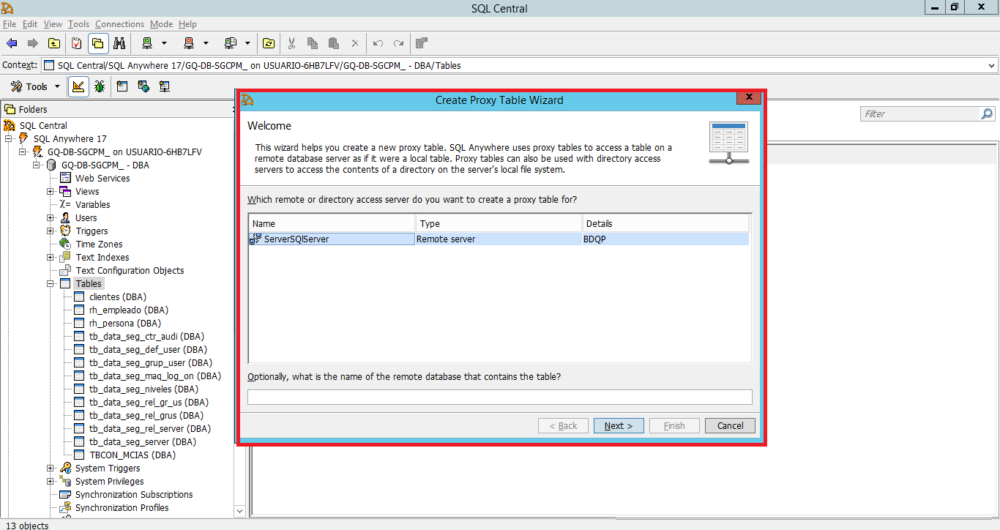 SQL Central
File Edit View Tools Connections Mode Help
Context: SQL Central/SQL Anywhere 17/GQ-DB-SGCPM_ on USUARIO-6HB7LFV/GQ-DB-SGCPM_ - DBA/Tables
Tools
Folders
SQL Central
SQL Anywhere 17
GQ-DB-SGCPM_ on USUARIO-6HB7LFV
GQ-DB-SGCPM_ - DBA
Web Services
Views
Variables
Users
Triggers
Time Zones
Text Indexes
Text Configuration Objects
Tables
clientes (DBA)
rh_empleado (DBA)
rh_persona (DBA)
tb_data_seg_ctr_audi (DBA)
tb_data_seg_def_user (DBA)
tb_data_seg_grup_user (DBA)
tb_data_seg_maq_log_on (DBA)
tb_data_seg_niveles (DBA)
tb_data_seg_rel_gr_us (DBA)
tb_data_seg_rel_grus (DBA)
tb_data_seg_rel_server (DBA)
tb_data_seg_server (DBA)
TBCON_MCIAS (DBA)
System Triggers
System Privileges
Synchronization Subscriptions
Synchronization Profiles
Filter
Create Proxy Table Wizard
Welcome
This wizard helps you create a new proxy table. SQL Anywhere uses proxy tables to access a table on a
remote database server as if it were a local table. Proxy tables can also be used with directory access
servers to access the contents of a directory on the server's local file system.
Which remote or directory access server do you want to create a proxy table for?
Name Type Details
ServerSQlServer Remote server BDQP
Optionally, what is the name of the remote database that contains the table?
< Back Next > Finish Cancel
13 objects